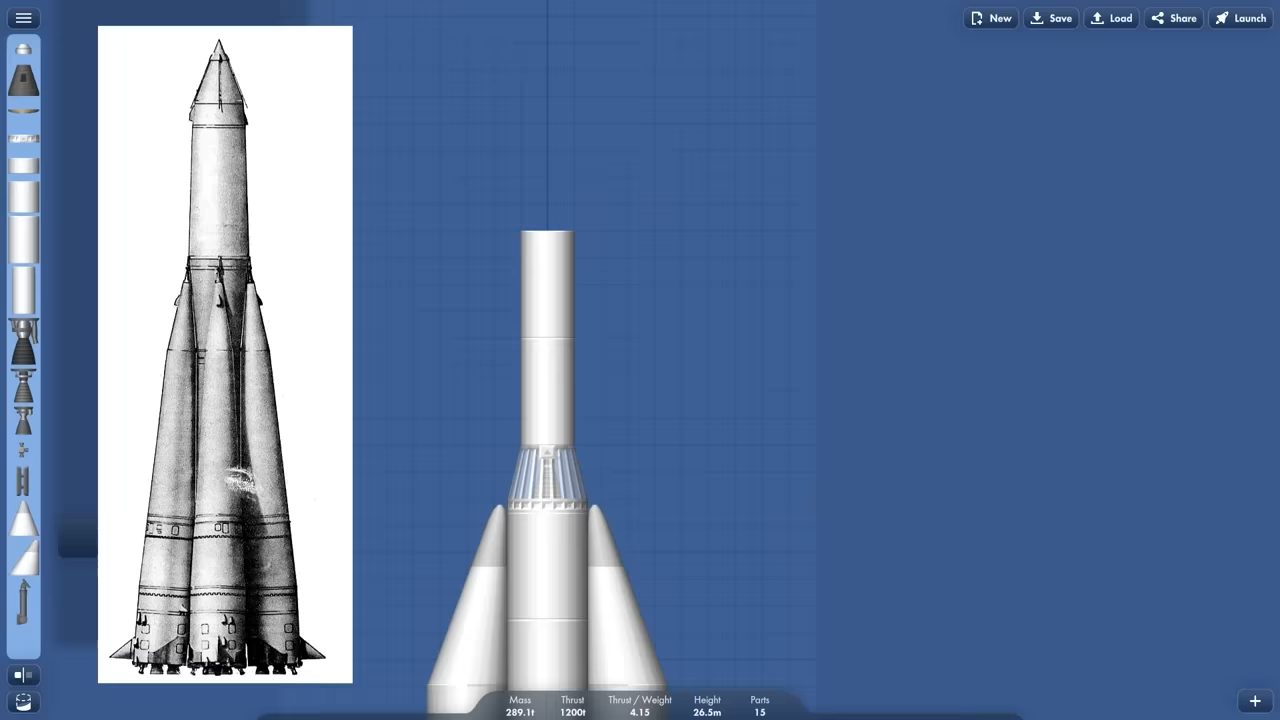 New
Save
Load
Share
Launch
Mass Thrust Thrust / Weight Height Parts
289.1t 1200t 4.15 26.5m 15